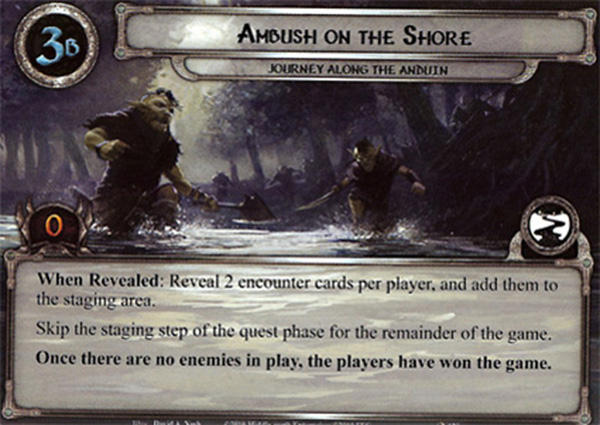 3B
AMBUSH ON THE SHORE
JOURNEY ALONG THE ANDUIN
0
When Revealed: Reveal 2 encounter cards per player, and add them to
the staging area.
Skip the staging step of the quest phase for the remainder of the game.
Once there are no enemies in play, the players have won the game.